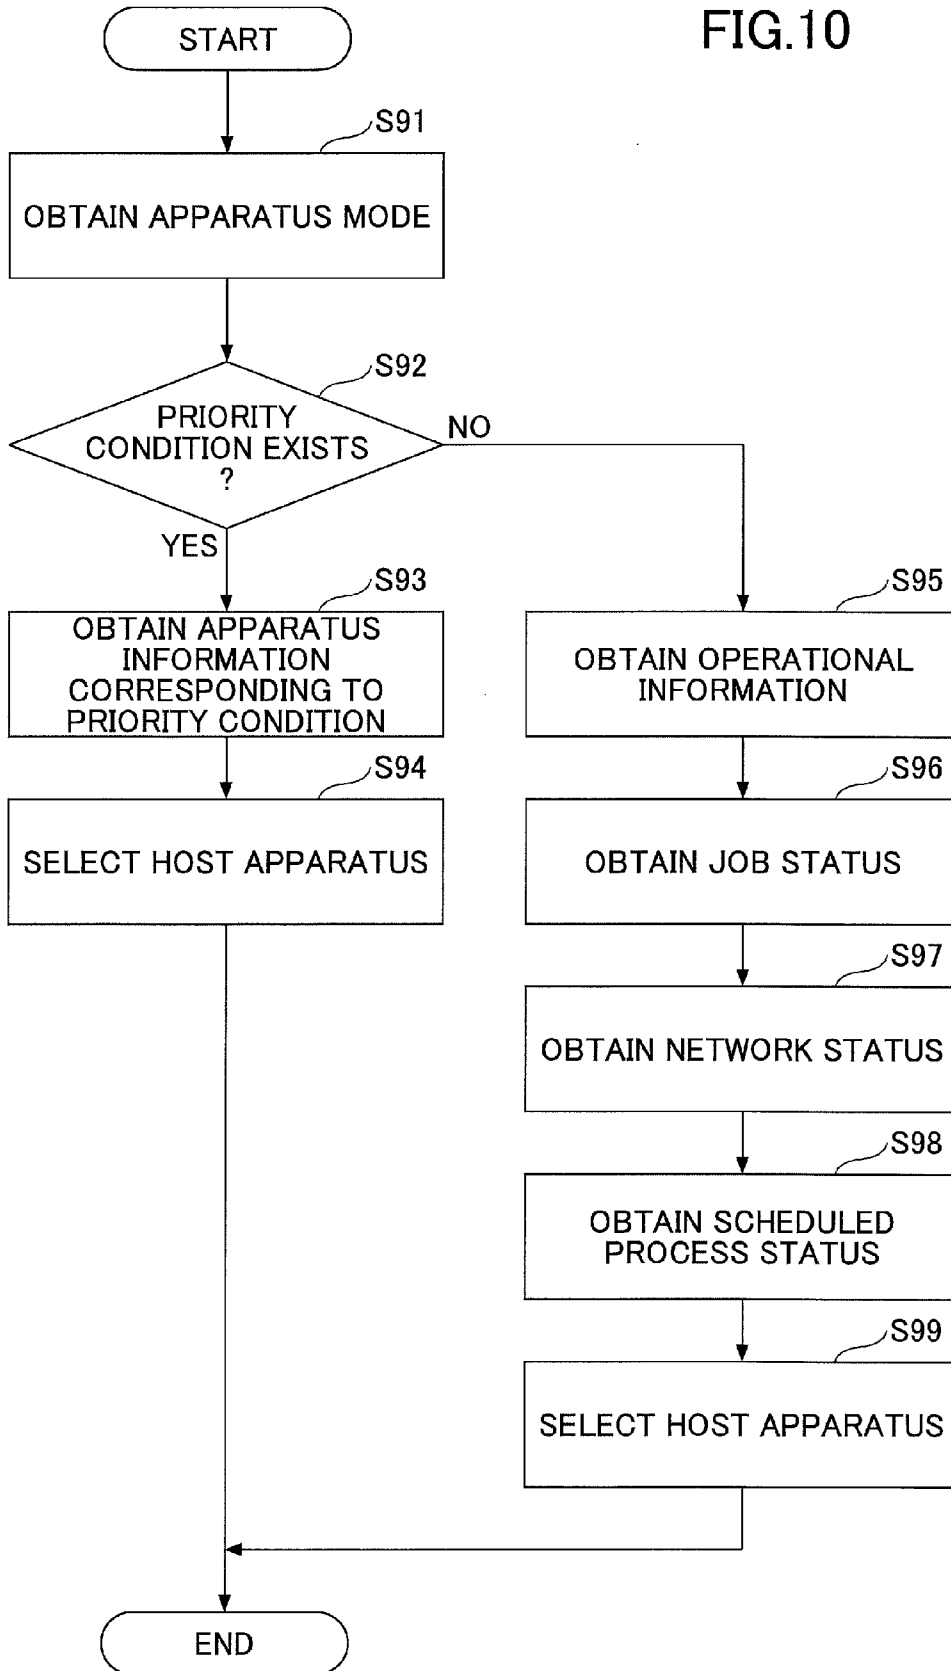 FIG.10
START
S91
OBTAIN APPARATUS MODE
S92
PRIORITY
CONDITION EXISTS
?
NO
YES
S93
OBTAIN APPARATUS
INFORMATION
CORRESPONDING TO
PRIORITY CONDITION
S94
SELECT HOST APPARATUS
S95
OBTAIN OPERATIONAL
INFORMATION
S96
OBTAIN JOB STATUS
S97
OBTAIN NETWORK STATUS
S98
OBTAIN SCHEDULED
PROCESS STATUS
S99
SELECT HOST APPARATUS
END